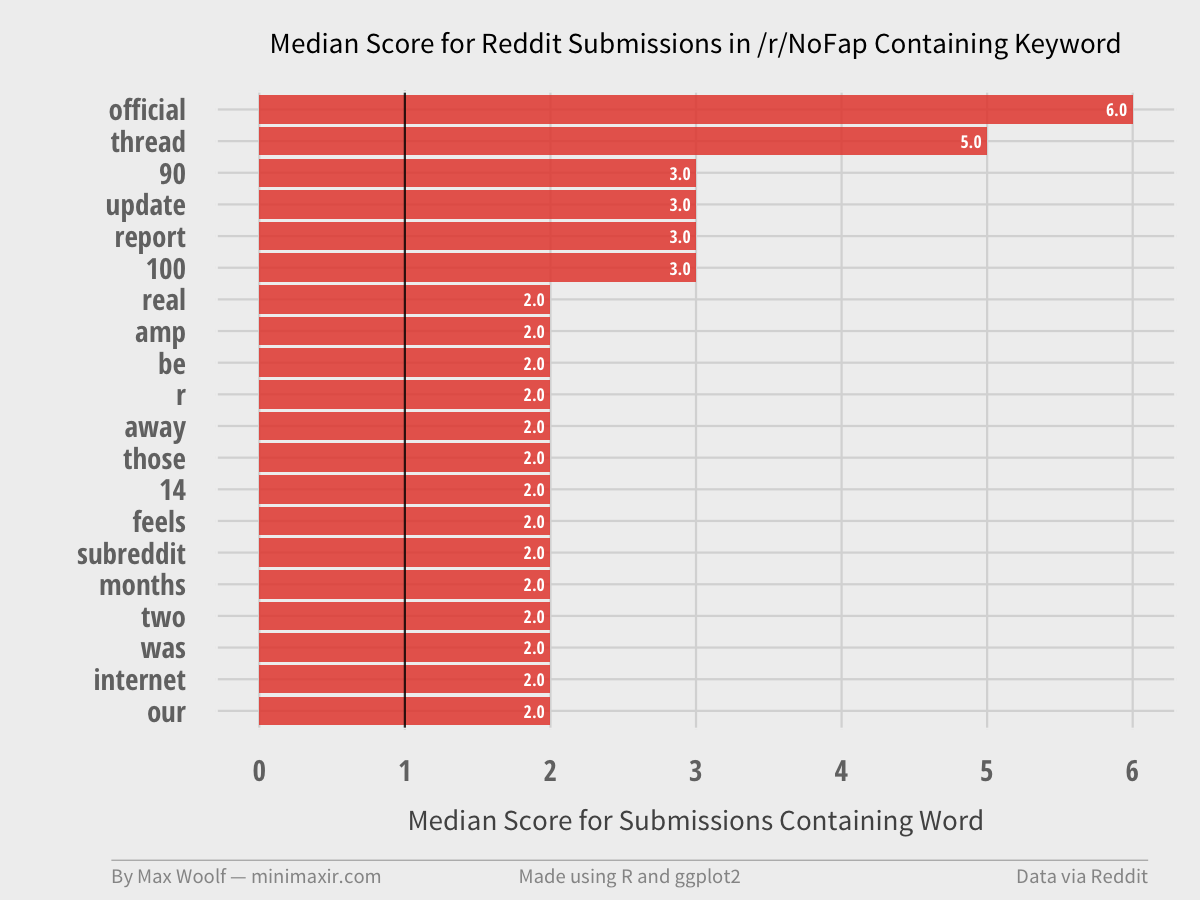 Median Score for Reddit Submissions in /r/NoFap Containing Keyword
official 6.0
thread 5.0
90 3.0
update 3.0
report 3.0
100 3.0
real 2.0
amp 2.0
be 2.0
r 2.0
away 2.0
those 2.0
14 2.0
feels 2.0
subreddit 2.0
months 2.0
two 2.0
was 2.0
internet 2.0
our 2.0
0 1 2 3 4 5 6
Median Score for Submissions Containing Word
By Max Woolf — minimaxir.com Made using R and ggplot2 Data via Reddit